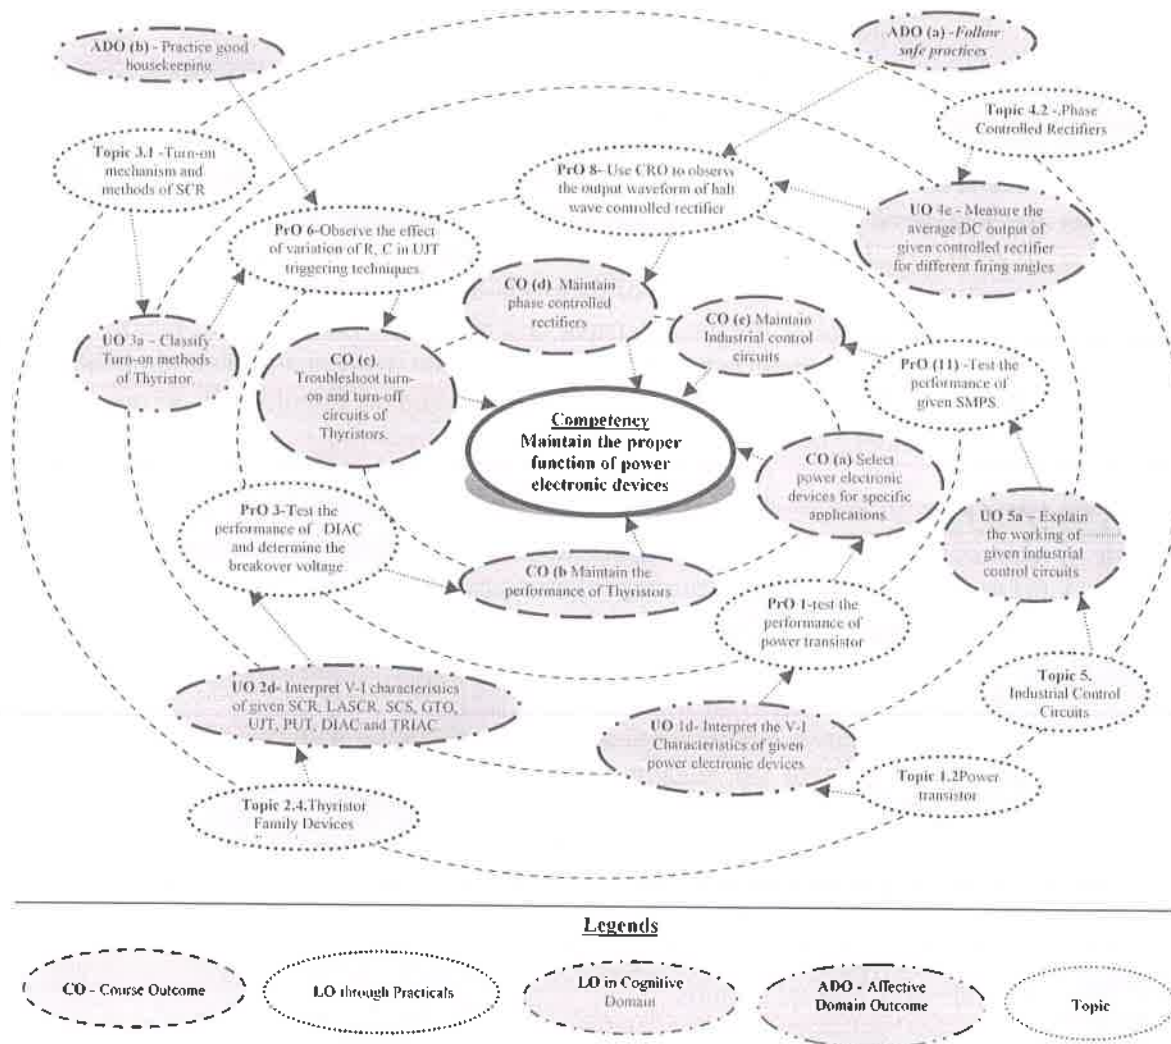 ADO (b) - Practice good
housekeeping
ADO (a) -Follow
safe practices
Topic 3.1 -Turn-on
mechanism and
methods of SCR
PrO 8- Use CRO to observe
the output waveform of half
wave controlled rectifier
Topic 4.2 -.Phase
Controlled Rectifiers
PrO 6-Observe the effect
of variation of R, C in UJT
triggering techniques
UO 4e - Measure the
average DC output of
given controlled rectifier
for different firing angles
CO (d) Maintain
phase controlled
rectifiers
CO (e) Maintain
Industrial control
circuits
UO 3a – Classify
Turn-on methods
of Thyristor.
CO (c).
Troubleshoot turn-
on and turn-off
circuits of
Thyristors.
PrO (11) -Test the
performance of
given SMPS.
Competency
Maintain the proper
function of power
electronic devices
CO (a) Select
power electronic
devices for specific
applications
PrO 3-Test the
performance of DIAC
and determine the
breakover voltage
UO 5a – Explain
the working of
given industrial
control circuits
CO (b Maintain the
performance of Thyristors
PrO 1-test the
performance of
power transistor
UO 2d- Interpret V-I characteristics
of given SCR, LASCR, SCS, GTO,
UJT, PUT, DIAC and TRIAC
Topic 5.
Industrial Control
Circuits
UO 1d- Interpret the V-I
Characteristics of given
power electronic devices
Topic 1.2Power
transistor
Topic 2.4.Thyristor
Family Devices
Legends
CO - Course Outcome
LO through Practicals
LO in Cognitive
Domain
ADO - Affective
Domain Outcome
Topic